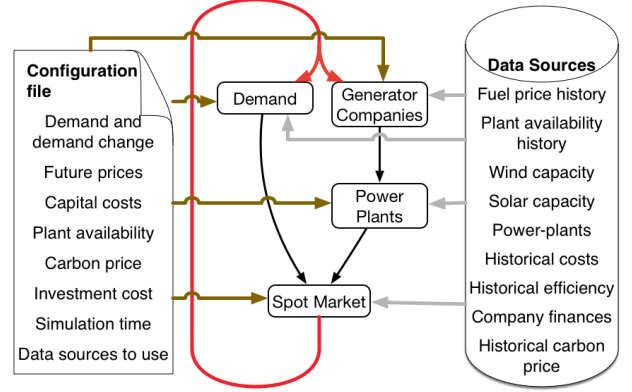 Configuration
file
Demand and
demand change
Future prices
Capital costs
Plant availability
Carbon price
Investment cost
Simulation time
Data sources to use
Demand
Generator
Companies
Power
Plants
Spot Market
Data Sources
Fuel price history
Plant availability
history
Wind capacity
Solar capacity
Power-plants
Historical costs
Historical efficiency
Company finances
Historical carbon
price